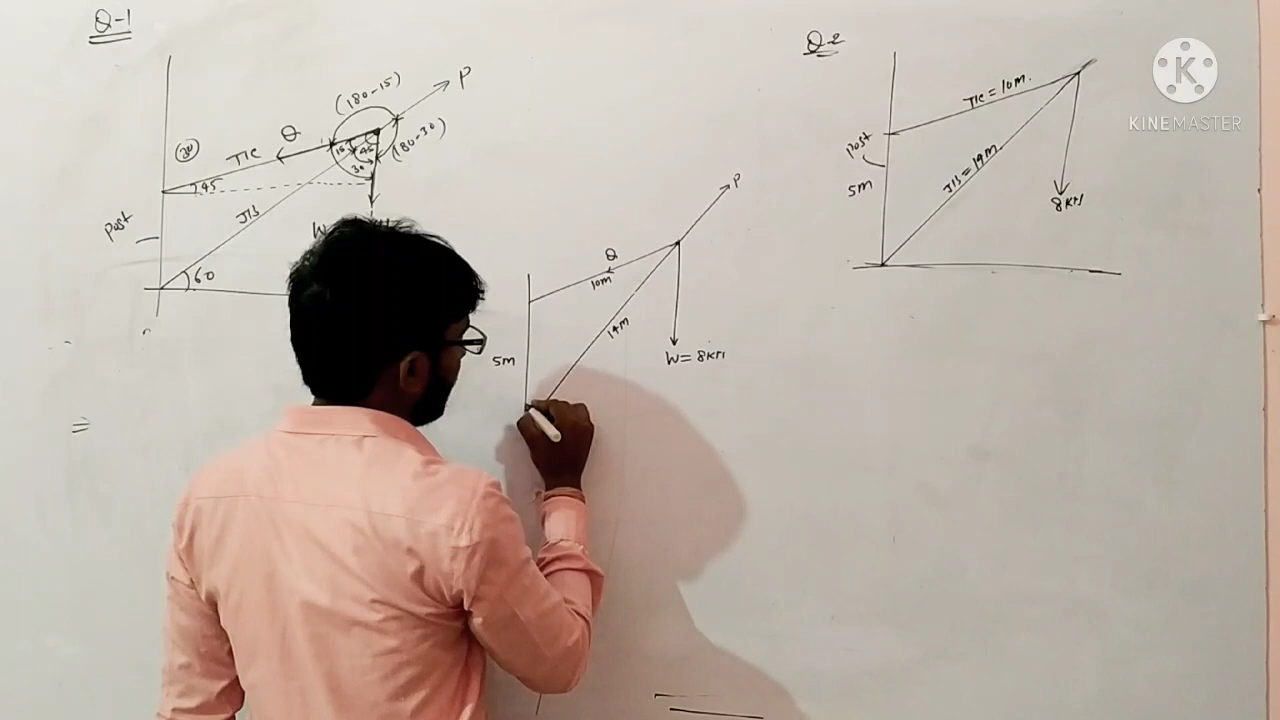 Q-1
(180-15)
P
Q
TIE
15
45
(180-30)
30
45
JIB
Post
60
W
=
P
Q
10m
14m
5m
W = 8KN
Q-2
TIE = 10m.
Post
5m
JIB = 14m.
8KN
K
KINEMASTER